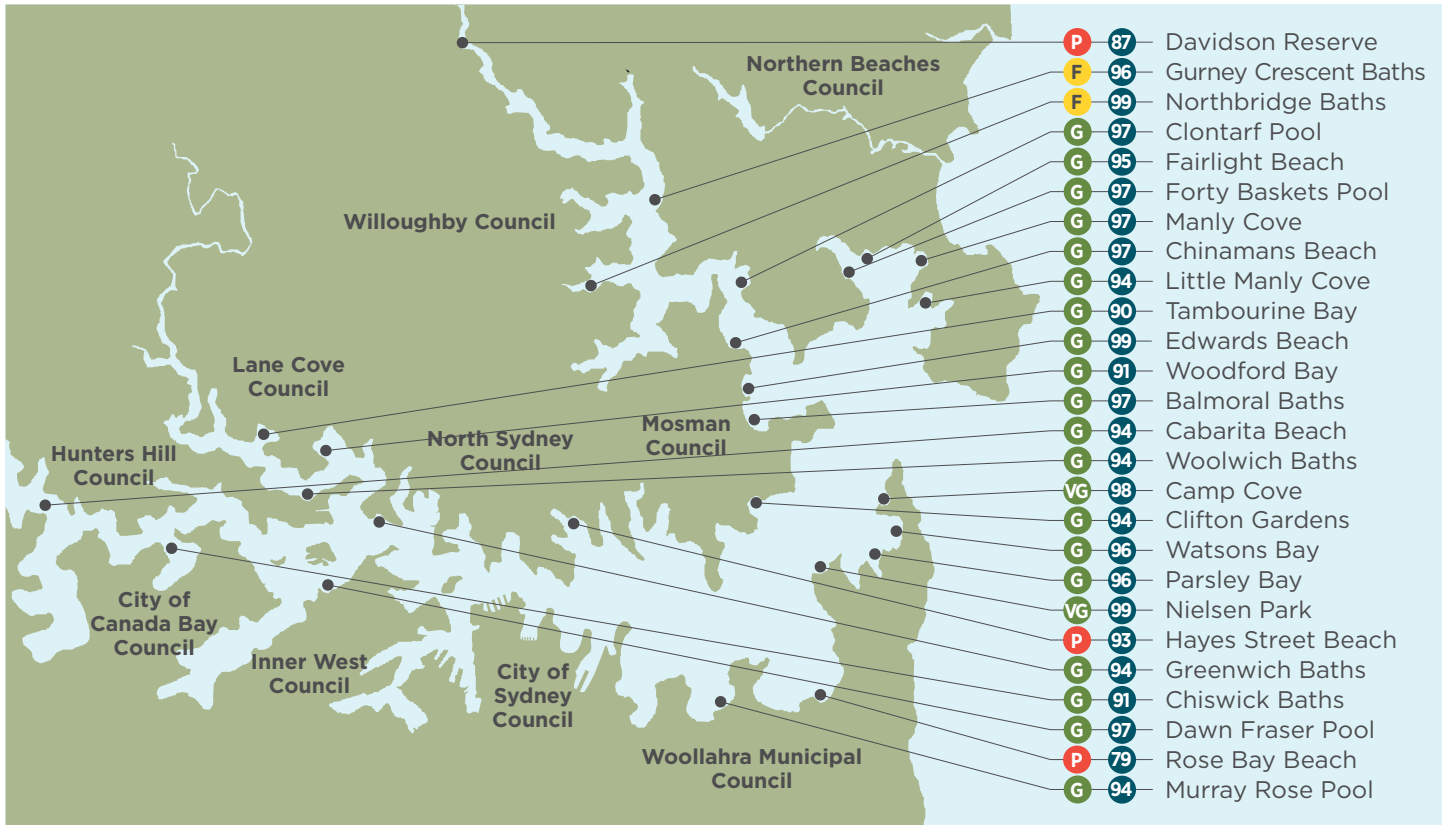 Northern Beaches
Council
Willoughby Council
Lane Cove
Council
Hunters Hill
Council
North Sydney
Council
Mosman
Council
City of
Canada Bay
Council
Inner West
Council
City of
Sydney
Council
Woollahra Municipal
Council
P 87 Davidson Reserve
F 96 Gurney Crescent Baths
F 99 Northbridge Baths
G 97 Clontarf Pool
G 95 Fairlight Beach
G 97 Forty Baskets Pool
G 97 Manly Cove
G 97 Chinamans Beach
G 94 Little Manly Cove
G 90 Tambourine Bay
G 99 Edwards Beach
G 91 Woodford Bay
G 97 Balmoral Baths
G 94 Cabarita Beach
G 94 Woolwich Baths
VG 98 Camp Cove
G 94 Clifton Gardens
G 96 Watsons Bay
G 96 Parsley Bay
VG 99 Nielsen Park
P 93 Hayes Street Beach
G 94 Greenwich Baths
G 91 Chiswick Baths
G 97 Dawn Fraser Pool
P 79 Rose Bay Beach
G 94 Murray Rose Pool